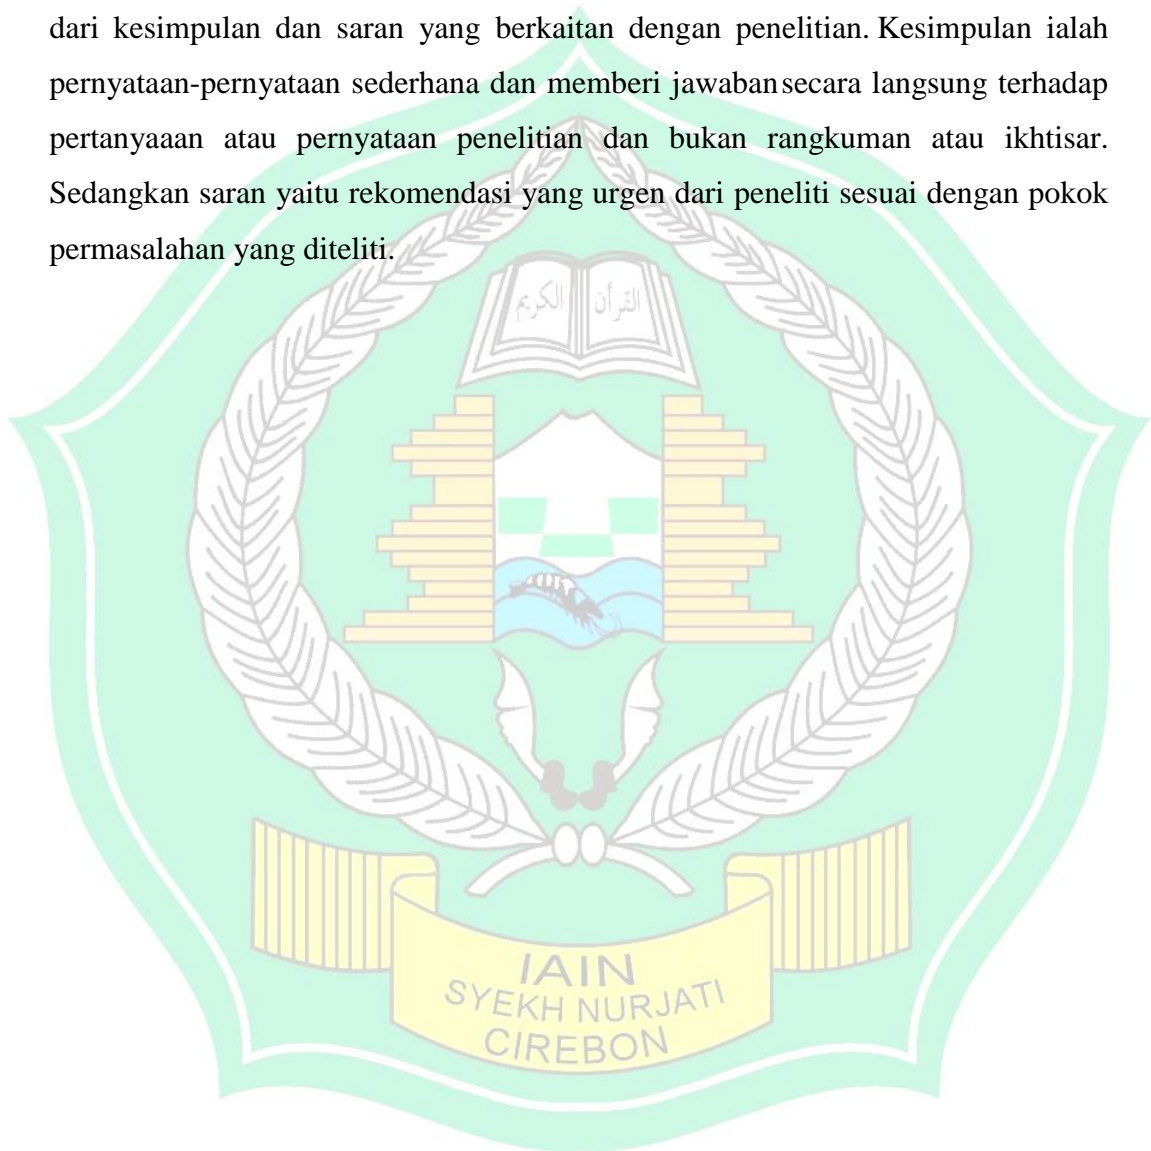 dari kesimpulan dan saran yang berkaitan dengan penelitian. Kesimpulan ialah
pernyataan-pernyataan sederhana dan memberi jawaban secara langsung terhadap
pertanyaaan atau pernyataan penelitian dan bukan rangkuman atau ikhtisar.
Sedangkan saran yaitu rekomendasi yang urgen dari peneliti sesuai dengan pokok
permasalahan yang diteliti.
القرأن الكريم
IAIN
SYEKH NURJATI
CIREBON